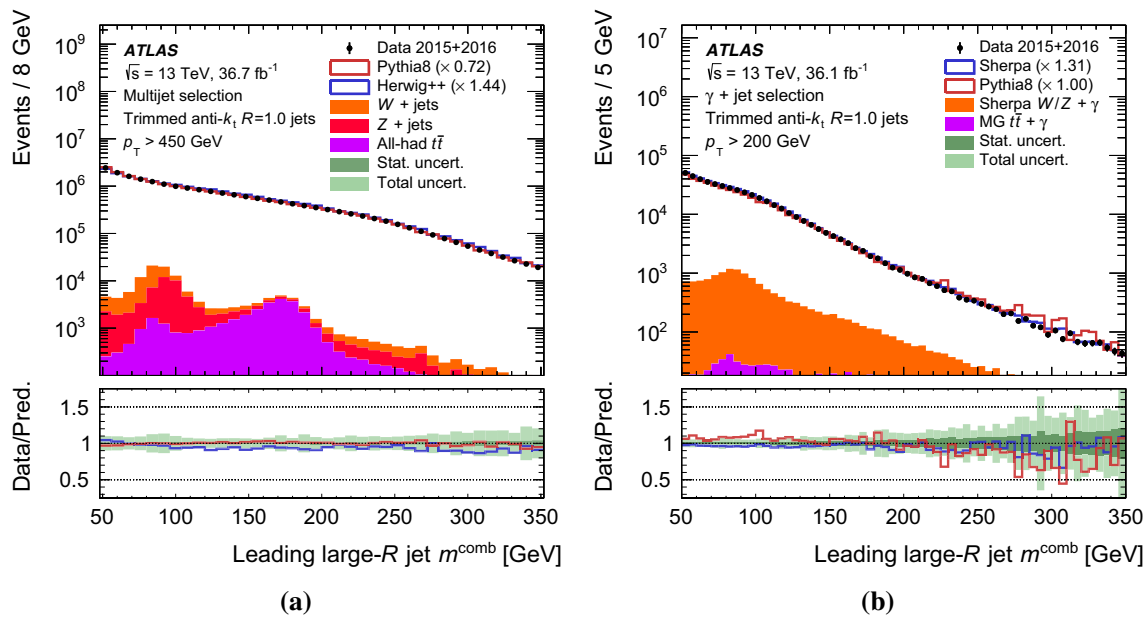 Events / 8 GeV
10⁹
10⁸
10⁷
10⁶
10⁵
10⁴
10³
ATLAS
√s = 13 TeV, 36.7 fb⁻¹
Multijet selection
Trimmed anti-kₜ R=1.0 jets
p_T > 450 GeV
Data 2015+2016
Pythia8 (× 0.72)
Herwig++ (× 1.44)
W + jets
Z + jets
All-had tt̄
Stat. uncert.
Total uncert.
Data/Pred.
1.5
1
0.5
50 100 150 200 250 300 350
Leading large-R jet m^comb [GeV]
(a)
Events / 5 GeV
10⁷
10⁶
10⁵
10⁴
10³
10²
ATLAS
√s = 13 TeV, 36.1 fb⁻¹
γ + jet selection
Trimmed anti-kₜ R=1.0 jets
p_T > 200 GeV
Data 2015+2016
Sherpa (× 1.31)
Pythia8 (× 1.00)
Sherpa W/Z + γ
MG tt̄ + γ
Stat. uncert.
Total uncert.
Data/Pred.
1.5
1
0.5
50 100 150 200 250 300 350
Leading large-R jet m^comb [GeV]
(b)